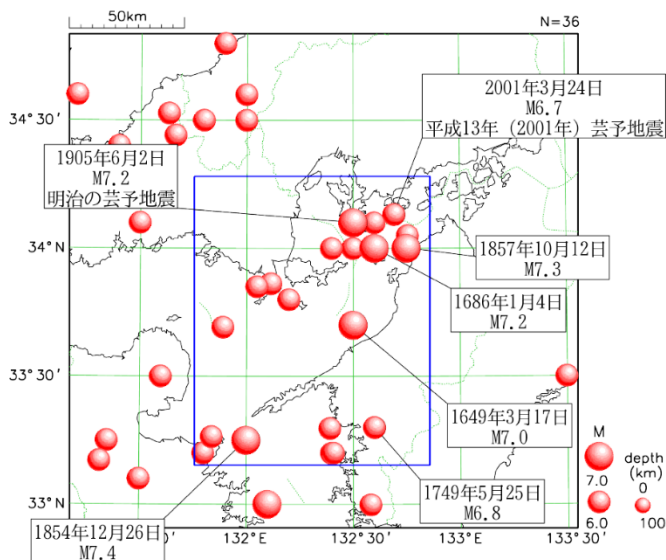 50km
N=36
34°30'
34°N
33°30'
33°N
132°E
132.5°E
133°E
133.5°E
2001年3月24日
M6.7
平成13年（2001年）芸予地震
1905年6月2日
M7.2
明治の芸予地震
1857年10月12日
M7.3
1686年1月4日
M7.2
1649年3月17日
M7.0
1749年5月25日
M6.8
1854年12月26日
M7.4
M
7.0
6.0
depth
(km)
0
100